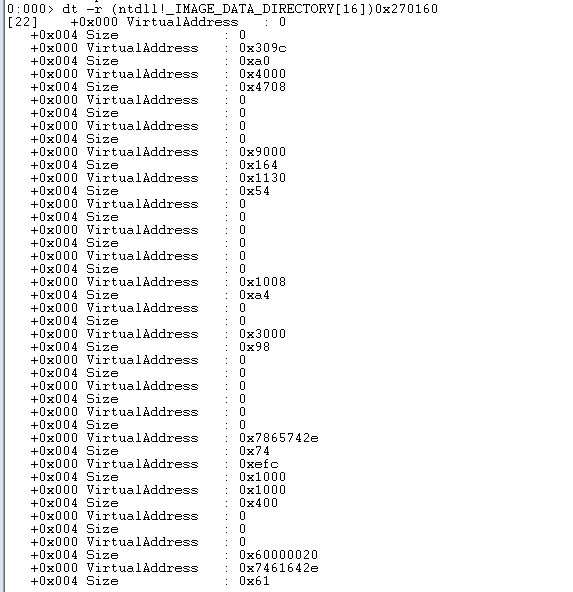 0:000> dt -r (ntdll!_IMAGE_DATA_DIRECTORY[16])0x270160
[22]    +0x000 VirtualAddress   : 0
   +0x004 Size             : 0
   +0x000 VirtualAddress   : 0x309c
   +0x004 Size             : 0xa0
   +0x000 VirtualAddress   : 0x4000
   +0x004 Size             : 0x4708
   +0x000 VirtualAddress   : 0
   +0x004 Size             : 0
   +0x000 VirtualAddress   : 0
   +0x004 Size             : 0
   +0x000 VirtualAddress   : 0x9000
   +0x004 Size             : 0x164
   +0x000 VirtualAddress   : 0x1130
   +0x004 Size             : 0x54
   +0x000 VirtualAddress   : 0
   +0x004 Size             : 0
   +0x000 VirtualAddress   : 0
   +0x004 Size             : 0
   +0x000 VirtualAddress   : 0
   +0x004 Size             : 0
   +0x000 VirtualAddress   : 0x1008
   +0x004 Size             : 0xa4
   +0x000 VirtualAddress   : 0
   +0x004 Size             : 0
   +0x000 VirtualAddress   : 0x3000
   +0x004 Size             : 0x98
   +0x000 VirtualAddress   : 0
   +0x004 Size             : 0
   +0x000 VirtualAddress   : 0
   +0x004 Size             : 0
   +0x000 VirtualAddress   : 0
   +0x004 Size             : 0
   +0x000 VirtualAddress   : 0x7865742e
   +0x004 Size             : 0x74
   +0x000 VirtualAddress   : 0xefc
   +0x004 Size             : 0x1000
   +0x000 VirtualAddress   : 0x1000
   +0x004 Size             : 0x400
   +0x000 VirtualAddress   : 0
   +0x004 Size             : 0
   +0x000 VirtualAddress   : 0
   +0x004 Size             : 0x60000020
   +0x000 VirtualAddress   : 0x7461642e
   +0x004 Size             : 0x61